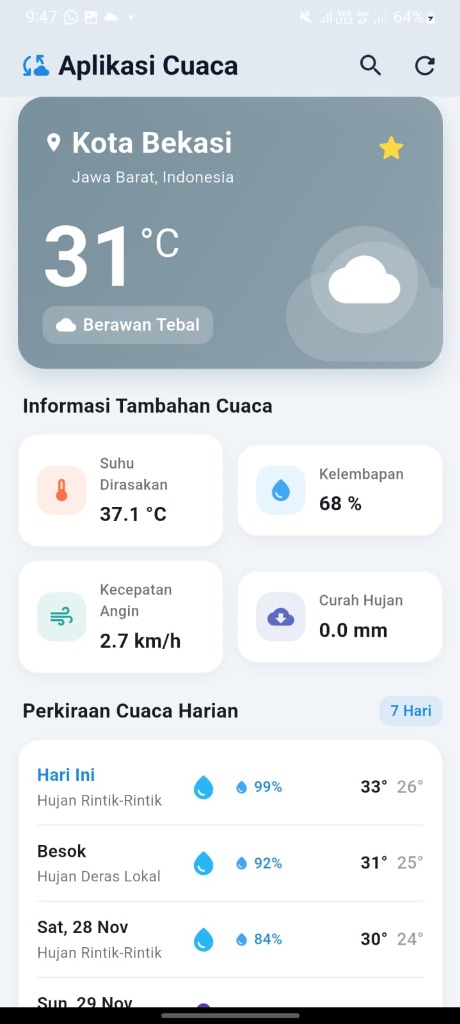 9:47
64%
Aplikasi Cuaca
Kota Bekasi
Jawa Barat, Indonesia
31°C
Berawan Tebal
Informasi Tambahan Cuaca
Suhu
Dirasakan
37.1 °C
Kelembapan
68 %
Kecepatan
Angin
2.7 km/h
Curah Hujan
0.0 mm
Perkiraan Cuaca Harian
7 Hari
Hari Ini
Hujan Rintik-Rintik
99%
33° 26°
Besok
Hujan Deras Lokal
92%
31° 25°
Sat, 28 Nov
Hujan Rintik-Rintik
84%
30° 24°
Sun, 29 Nov